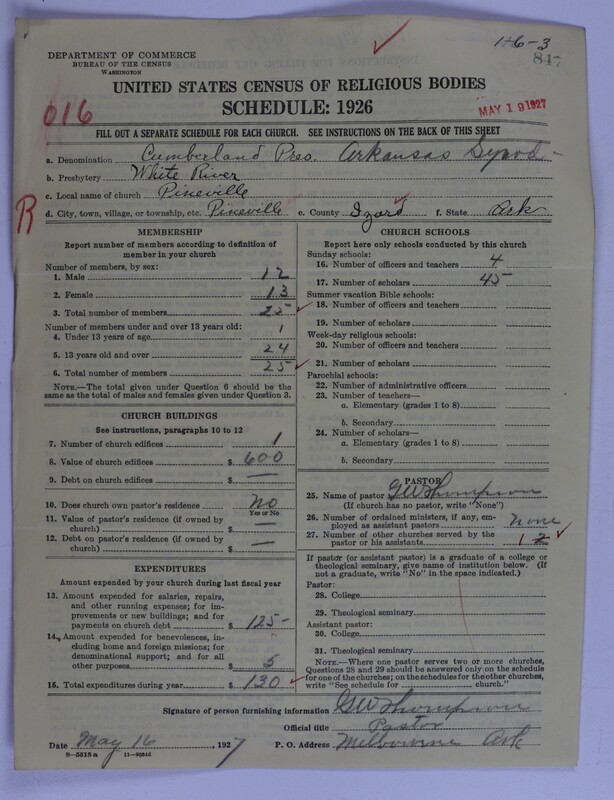 1+6-3
847
DEPARTMENT OF COMMERCE
BUREAU OF THE CENSUS
WASHINGTON
UNITED STATES CENSUS OF RELIGIOUS BODIES
SCHEDULE: 1926
016
MAY 19 1927
FILL OUT A SEPARATE SCHEDULE FOR EACH CHURCH. SEE INSTRUCTIONS ON THE BACK OF THIS SHEET
a. Denomination Cumberland Pres. Arkansas Synod
b. Presbytery White River
c. Local name of church Pineville
R
d. City, town, village, or township, etc. Pineville e. County Izard f. State Ark
MEMBERSHIP
Report number of members according to definition of
member in your church
Number of members, by sex:
1. Male 12
2. Female 13
3. Total number of members 25
Number of members under and over 13 years old:
4. Under 13 years of age 1
5. 13 years old and over 24
6. Total number of members 25
NOTE.—The total given under Question 6 should be
same as the total of males and females given under Question 3.
CHURCH BUILDINGS
See instructions, paragraphs 10 to 12
7. Number of church edifices 1
8. Value of church edifices $ 600
9. Debt on church edifices $ —
10. Does church own pastor's residence No
Yes or No
11. Value of pastor's residence (if owned by
church) $ —
12. Debt on pastor's residence (if owned by
church) $ —
EXPENDITURES
Amount expended by your church during last fiscal year
13. Amount expended for salaries, repairs,
and other running expenses; for im-
provements or new buildings; and for
payments on church debt $ 125-
14. Amount expended for benevolences, in-
cluding home and foreign missions; for
denominational support; and for all
other purposes $ 5
15. Total expenditures during year $ 130
CHURCH SCHOOLS
Report here only schools conducted by this church
Sunday schools:
16. Number of officers and teachers 4
17. Number of scholars 45
Summer vacation Bible schools:
18. Number of officers and teachers
19. Number of scholars
Week-day religious schools:
20. Number of officers and teachers
21. Number of scholars
Parochial schools:
22. Number of administrative officers
23. Number of teachers—
a. Elementary (grades 1 to 8)
b. Secondary
24. Number of scholars—
a. Elementary (grades 1 to 8)
b. Secondary
PASTOR
25. Name of pastor GW Thompson
(If church has no pastor, write "None")
26. Number of ordained ministers, if any, em-
ployed as assistant pastors none
27. Number of other churches served by the
pastor or his assistants
If pastor (or assistant pastor) is a graduate of a college or
theological seminary, give name of institution below. (If
not a graduate, write "No" in the space indicated.)
Pastor:
28. College
29. Theological seminary
Assistant pastor:
30. College
31. Theological seminary
NOTE.—Where one pastor serves two or more churches,
Questions 28 and 29 should be answered only on the schedule
for one of the churches; on the schedules for the other churches,
write "See schedule for church."
Signature of person furnishing information GW Thompson
Official title Pastor
Date May 16, 1927 P. O. Address Melbourne Ark
8-5518 a